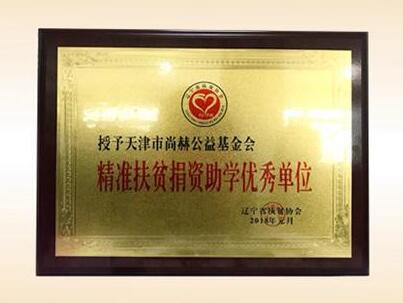 授予天津市尚赫公益基金会
精准扶贫捐资助学优秀单位
辽宁省扶贫协会
2018年元月